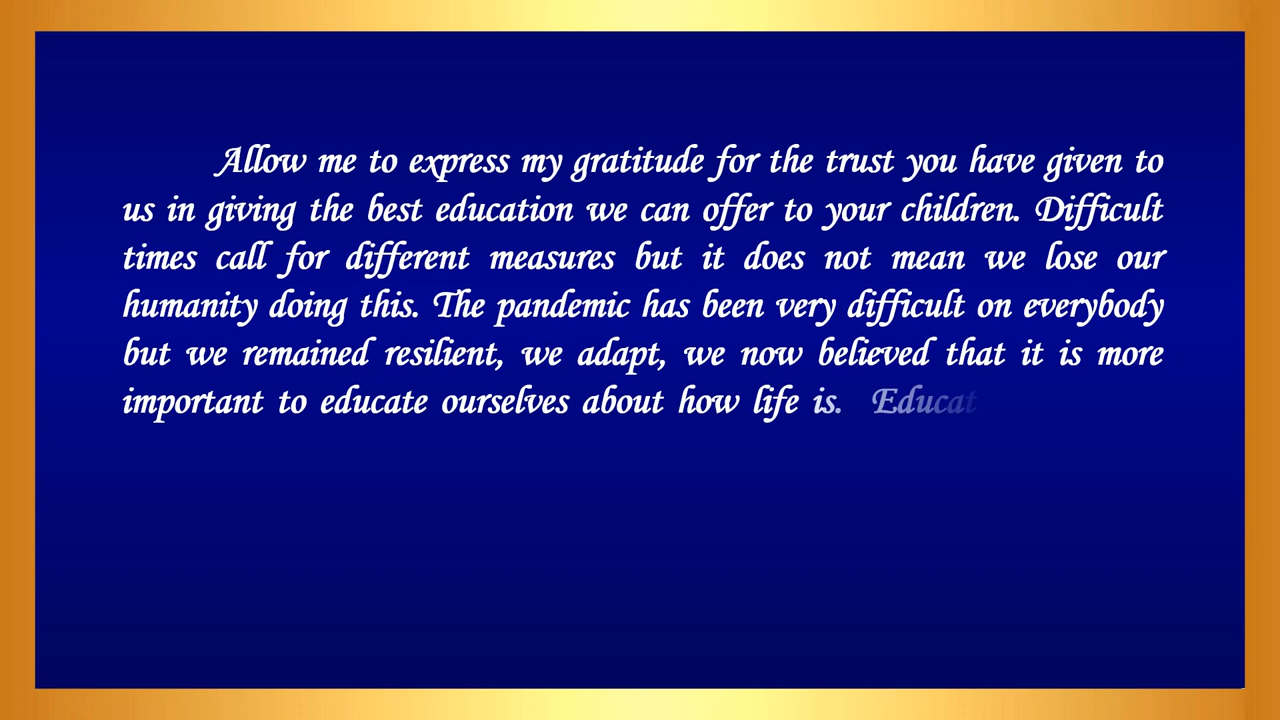 Allow me to express my gratitude for the trust you have given to
us in giving the best education we can offer to your children. Difficult
times call for different measures but it does not mean we lose our
humanity doing this. The pandemic has been very difficult on everybody
but we remained resilient, we adapt, we now believed that it is more
important to educate ourselves about how life is. Educat